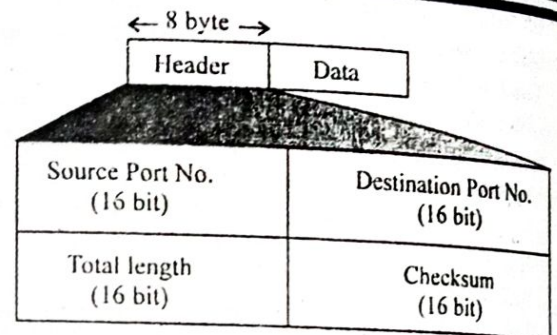 8 byte
Header Data
Source Port No. Destination Port No.
(16 bit) (16 bit)
Total length Checksum
(16 bit) (16 bit)